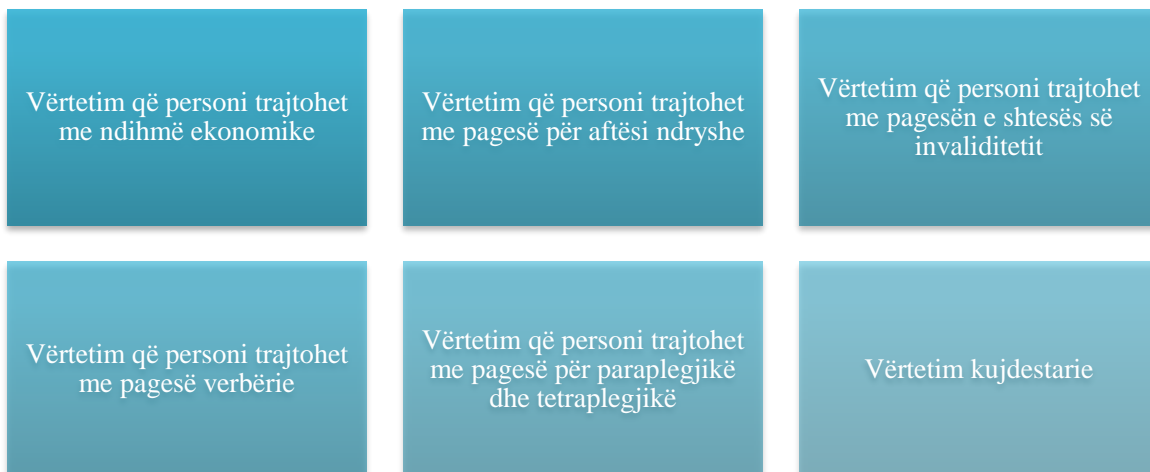 Vërtetim që personi trajtohet
me ndihmë ekonomike
Vërtetim që personi trajtohet
me pagesë për aftësi ndryshe
Vërtetim që personi trajtohet
me pagesën e shtesës së
invaliditetit
Vërtetim që personi trajtohet
me pagesë verbërie
Vërtetim që personi trajtohet
me pagesë për paraplegjikë
dhe tetraplegjikë
Vërtetim kujdestarie